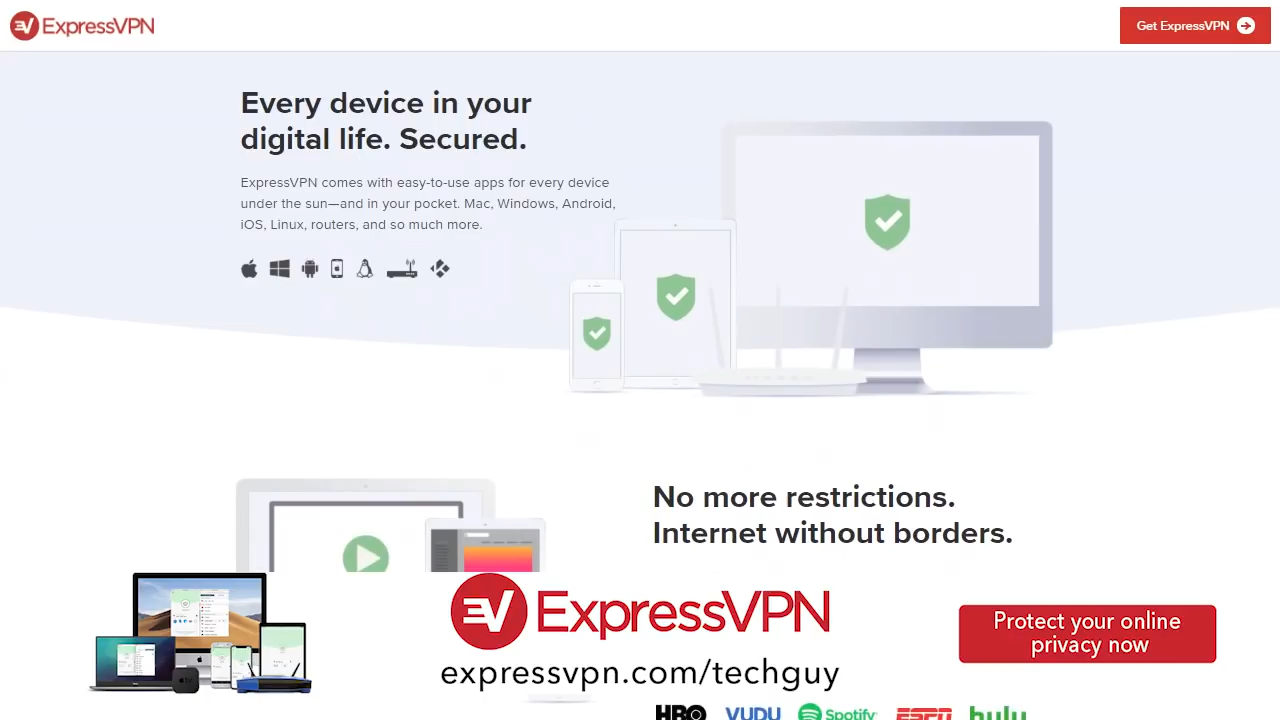 ExpressVPN
Get ExpressVPN
Every device in your
digital life. Secured.
ExpressVPN comes with easy-to-use apps for every device
under the sun—and in your pocket. Mac, Windows, Android,
iOS, Linux, routers, and so much more.
No more restrictions.
Internet without borders.
ExpressVPN
expressvpn.com/techguy
Protect your online
privacy now
HBO VUDU Spotify ESPN hulu